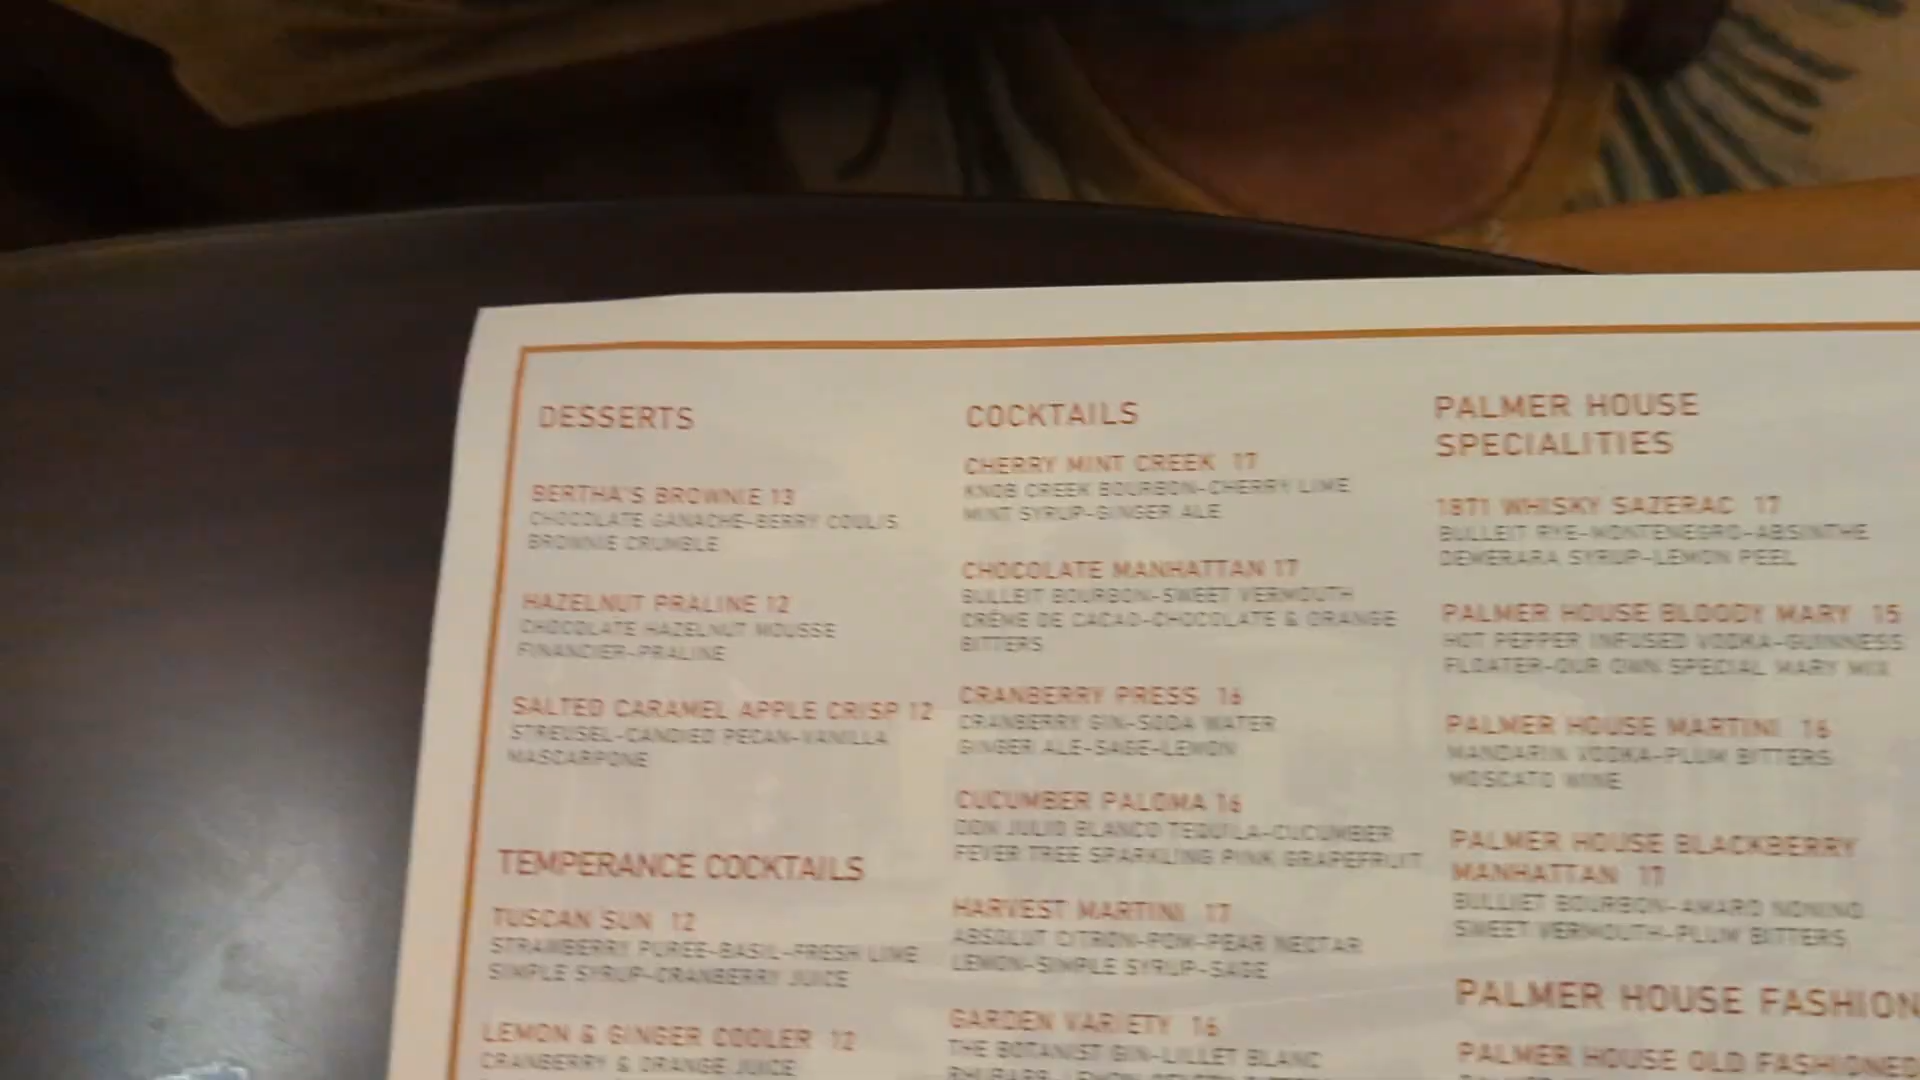 DESSERTS
BERTHA'S BROWNIE 13
CHOCOLATE GANACHE-BERRY COULIS
BROWNIE CRUMBLE
HAZELNUT PRALINE 12
CHOCOLATE HAZELNUT MOUSSE
FINANCIER-PRALINE
SALTED CARAMEL APPLE CRISP 12
STREUSEL-CANDIED PECAN-VANILLA
MASCARPONE
TEMPERANCE COCKTAILS
TUSCAN SUN 12
STRAWBERRY PUREE-BASIL-FRESH LIME
SIMPLE SYRUP-CRANBERRY JUICE
LEMON & GINGER COOLER 12
CRANBERRY & ORANGE JUICE
COCKTAILS
CHERRY MINT CREEK 17
KNOB CREEK BOURBON-CHERRY LIME
MINT SYRUP-GINGER ALE
CHOCOLATE MANHATTAN 17
BULLEIT BOURBON-SWEET VERMOUTH
CRÈME DE CACAO-CHOCOLATE & ORANGE
BITTERS
CRANBERRY PRESS 16
CRANBERRY GIN-SODA WATER
GINGER ALE-SAGE-LEMON
CUCUMBER PALOMA 16
DON JULIO BLANCO TEQUILA-CUCUMBER
FEVER TREE SPARKLING PINK GRAPEFRUIT
HARVEST MARTINI 17
ABSOLUT CITRON-POM-PEAR NECTAR
LEMON-SIMPLE SYRUP-SAGE
GARDEN VARIETY 16
THE BOTANIST GIN-LILLET BLANC
PALMER HOUSE
SPECIALITIES
1871 WHISKY SAZERAC 17
BULLEIT RYE-MONTENEGRO-ABSINTHE
DEMERARA SYRUP-LEMON PEEL
PALMER HOUSE BLOODY MARY 15
HOT PEPPER INFUSED VODKA-GUINNESS
FLOATER-OUR OWN SPECIAL MARY MIX
PALMER HOUSE MARTINI 16
MANDARIN VODKA-PLUM BITTERS
MOSCATO WINE
PALMER HOUSE BLACKBERRY
MANHATTAN 17
BULLIET BOURBON-AMARO NONINO
SWEET VERMOUTH-PLUM BITTERS
PALMER HOUSE FASHION
PALMER HOUSE OLD FASHIONED